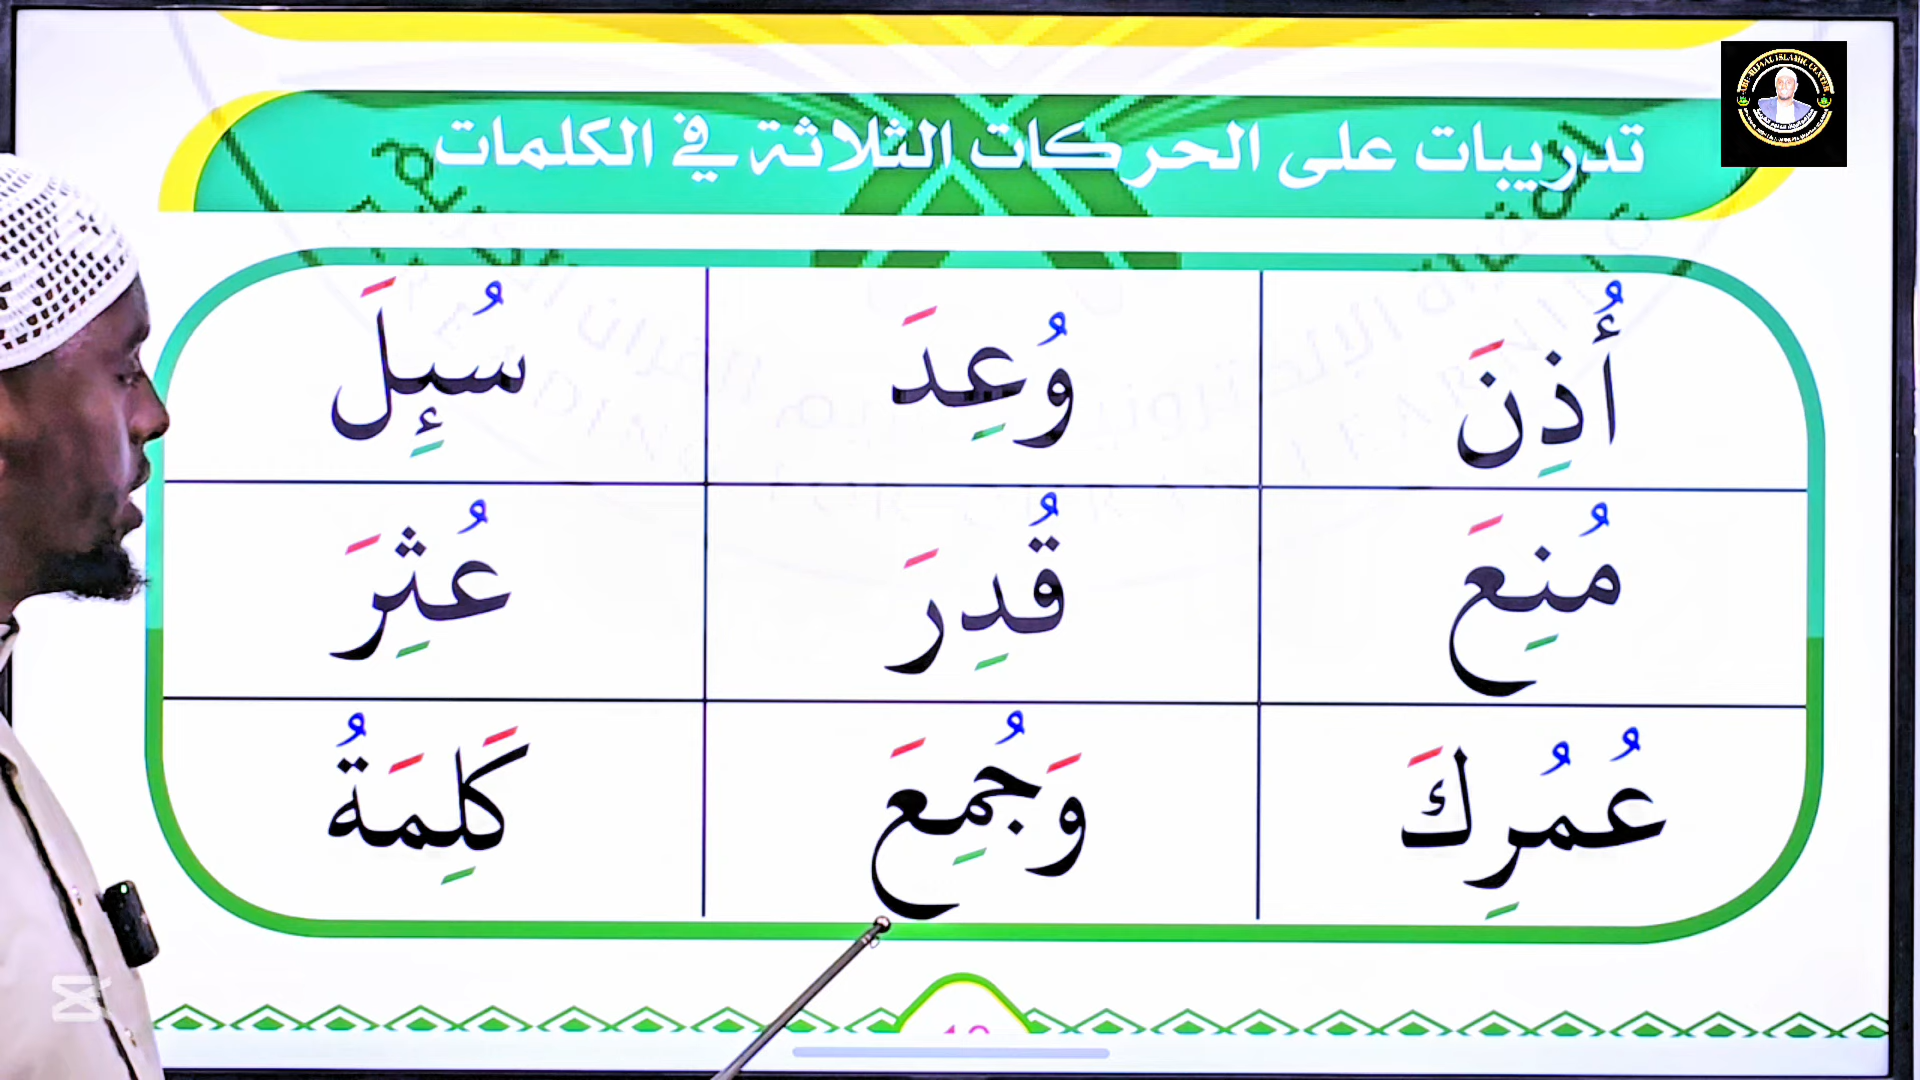 تدريبات على الحركات الثلاثة في الكلمات
أُذِنَ وُعِدَ سُئِلَ
مُنِعَ قُدِرَ عُثِرَ
عُمُرِكَ وَجُمِعَ كَلِمَةُ